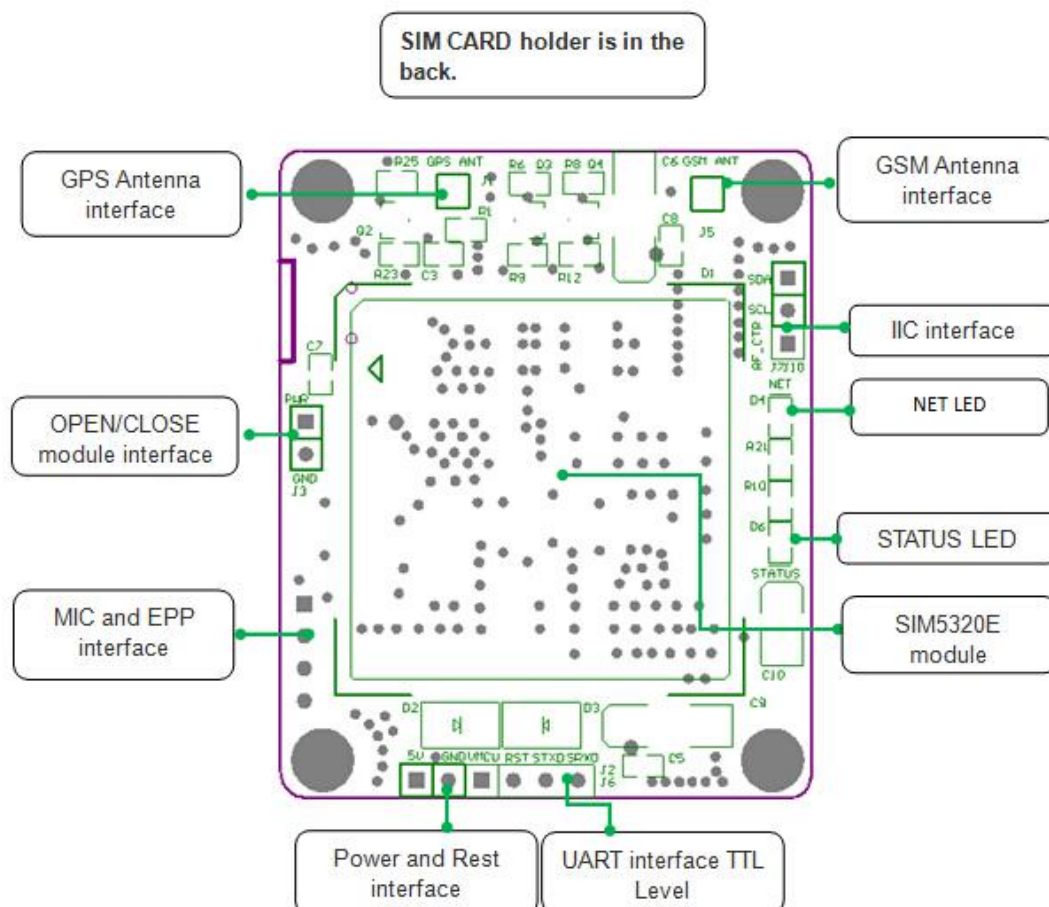 SIM CARD holder is in the
back.
GPS Antenna
interface
GSM Antenna
interface
R25 GPS ANT R6 D3 R8 Q4 C6 GSM ANT
J1
R1
C8
J5
Q2
R23 C3 R9 R12 D1
SDA
SCL
RF_CTR
IIC interface
C7
J7J10
NET
D4
NET LED
PWR
OPEN/CLOSE
module interface
R21
GND
J3
R10
D6
STATUS LED
STATUS
MIC and EPP
interface
SIM5320E
module
C10
D2 D3 C9
5V GND VMCU RST STXD SRXD J2
J6
C5
Power and Rest
interface
UART interface TTL
Level